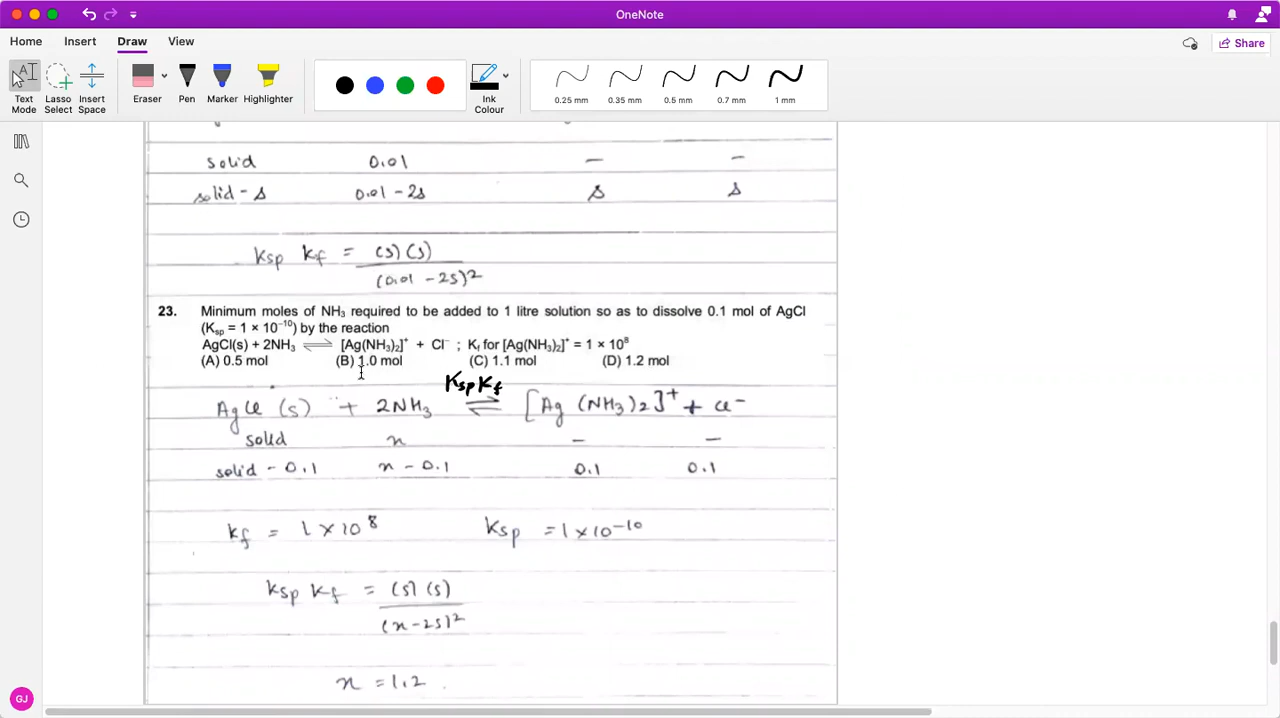 OneNote
Home Insert Draw View
Share
Text Mode
Lasso Select
Insert Space
Eraser
Pen
Marker
Highlighter
Ink Colour
0.25 mm 0.35 mm 0.5 mm 0.7 mm 1 mm
solid 0.01 – –
solid - s 0.01 - 2s s s
Ksp Kf = (s)(s)
(0.01 - 2s)²
23. Minimum moles of NH₃ required to be added to 1 litre solution so as to dissolve 0.1 mol of AgCl
(Kₛₚ = 1 × 10⁻¹⁰) by the reaction
AgCl(s) + 2NH₃ ⇌ [Ag(NH₃)₂]⁺ + Cl⁻ ; Kf for [Ag(NH₃)₂]⁺ = 1 × 10⁸
(A) 0.5 mol (B) 1.0 mol (C) 1.1 mol (D) 1.2 mol
Ksp Kf
AgCl (s) + 2NH₃ ⇌ [Ag (NH₃)₂]⁺ + Cl⁻
solid n – –
solid - 0.1 n - 0.1 0.1 0.1
Kf = 1 × 10⁸ Ksp = 1 × 10⁻¹⁰
Ksp Kf = (s)(s)
(n - 2s)²
n = 1.2
GJ